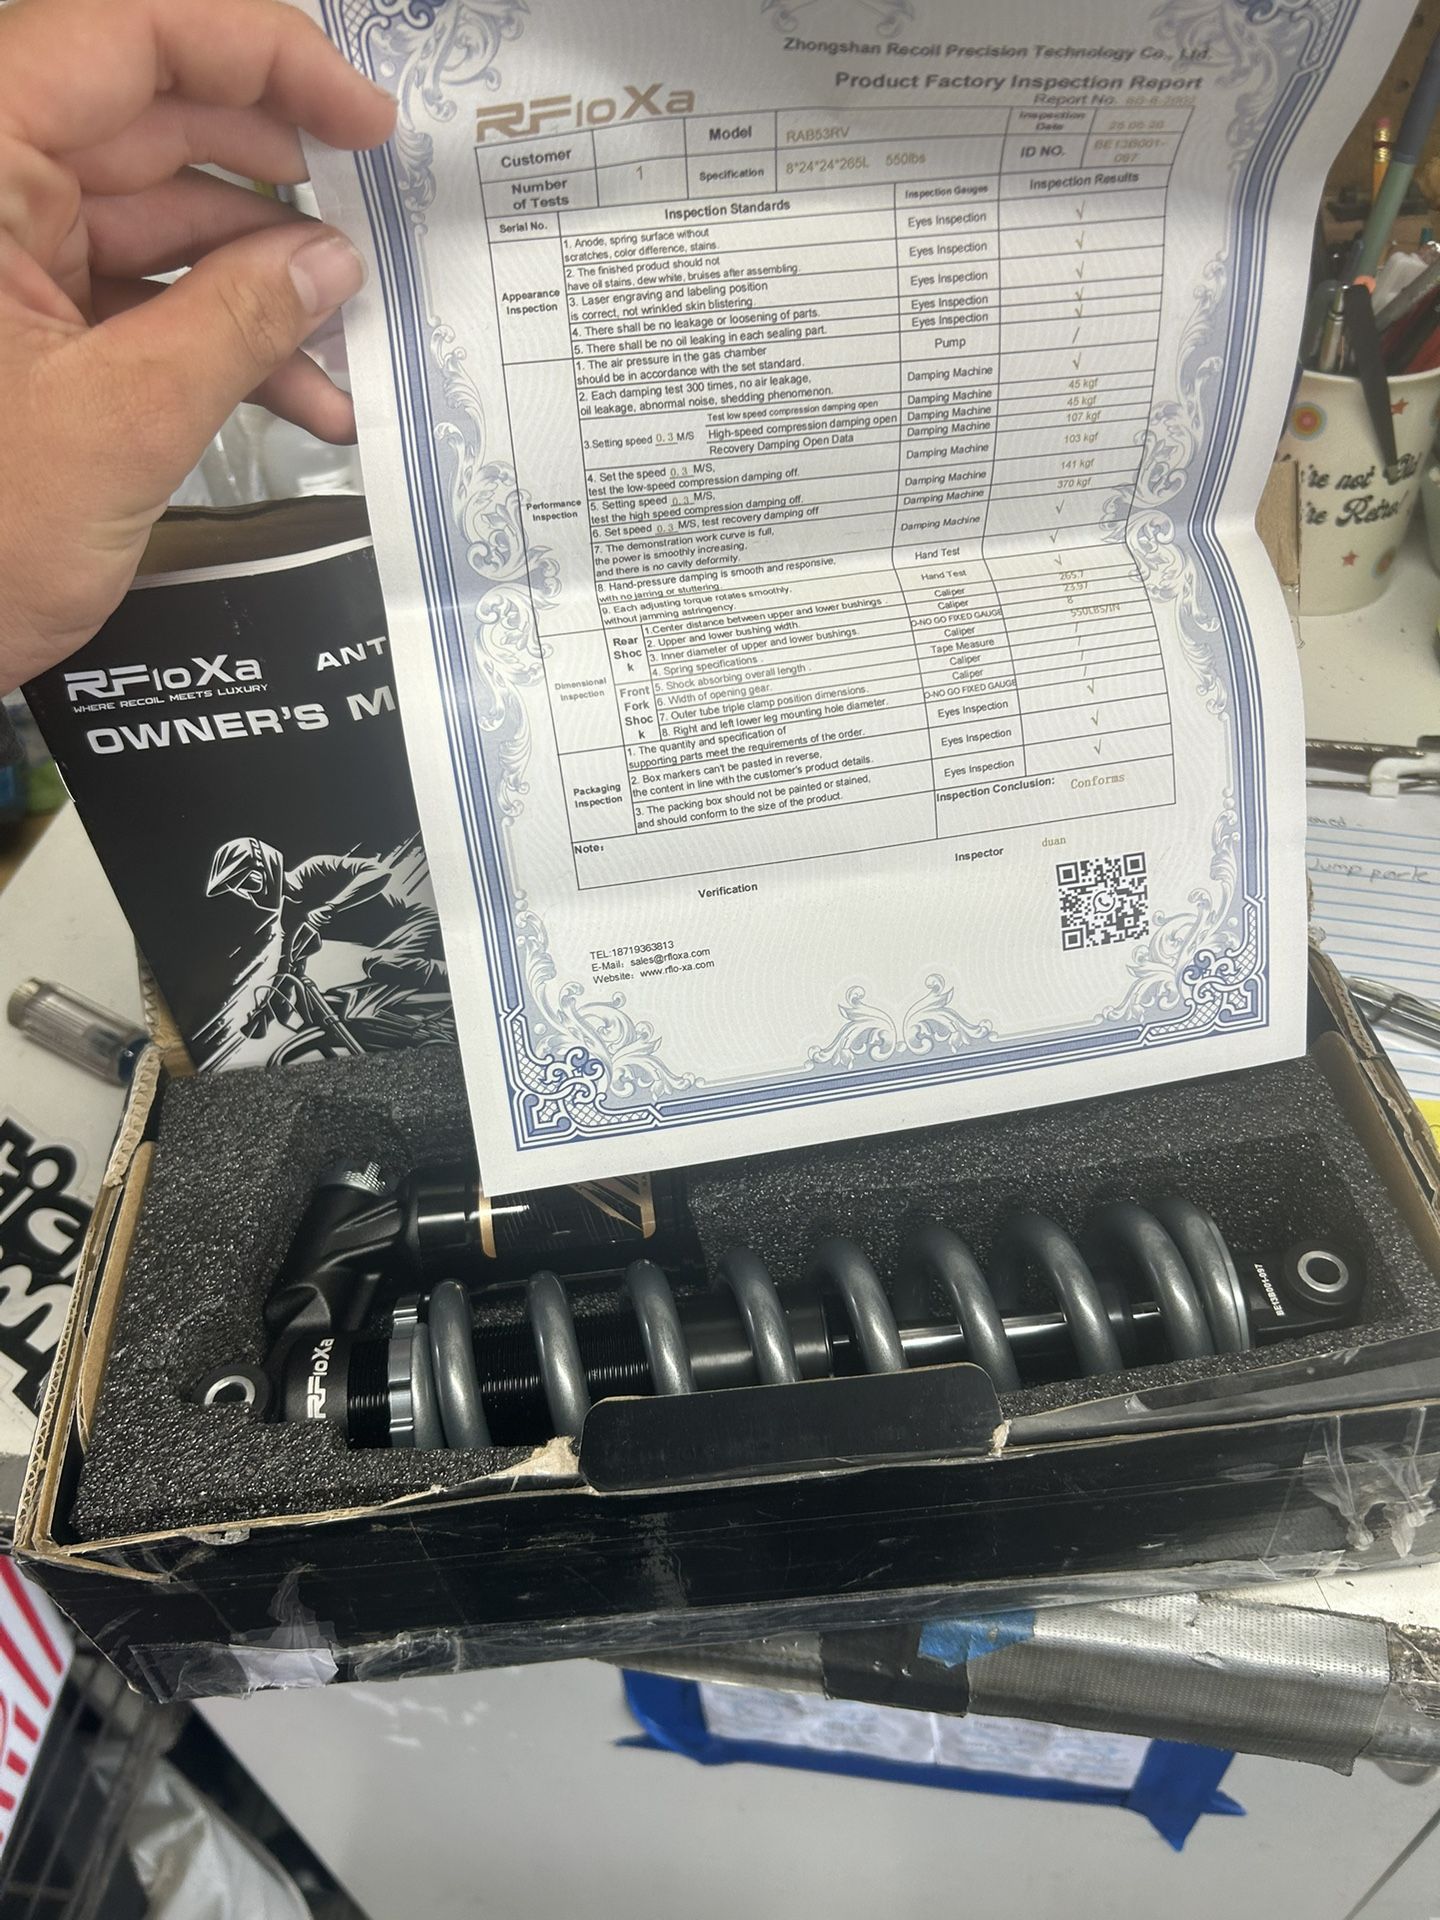 Zhongshan Recoil Precision Technology Co., Ltd.
Product Factory Inspection Report
RFloXa
Report No.
Customer
Model
RAB53RV
Inspection Date
25 05 20
Number of Tests
1
Specification
8*24*24*265L 550lbs
ID NO.
BE13B001-097
Serial No.
Inspection Standards
Inspection Gauges
Inspection Results
Appearance Inspection
1. Anode, spring surface without
scratches, color difference, stains.
Eyes Inspection
√
2. The finished product should not
have oil stains, dew white, bruises after assembling.
Eyes Inspection
√
3. Laser engraving and labeling position
is correct, not wrinkled skin blistering.
Eyes Inspection
√
4. There shall be no leakage or loosening of parts.
Eyes Inspection
√
5. There shall be no oil leaking in each sealing part.
Eyes Inspection
√
Performance Inspection
1. The air pressure in the gas chamber
should be in accordance with the set standard.
Pump
/
2. Each damping test 300 times, no air leakage,
oil leakage, abnormal noise, shedding phenomenon.
Damping Machine
√
3.Setting speed 0.3 M/S
Test low speed compression damping open
Damping Machine
45 kgf
High-speed compression damping open
Damping Machine
45 kgf
Recovery Damping Open Data
Damping Machine
107 kgf
4. Set the speed 0.3 M/S,
test the low-speed compression damping off.
Damping Machine
103 kgf
5. Setting speed 0.3 M/S,
test the high speed compression damping off.
Damping Machine
141 kgf
6. Set speed 0.3 M/S, test recovery damping off
Damping Machine
370 kgf
7. The demonstration work curve is full,
the power is smoothly increasing.
and there is no cavity deformity.
Damping Machine
√
8. Hand-pressure damping is smooth and responsive,
with no jarring or stuttering.
Hand Test
√
9. Each adjusting torque rotates smoothly.
without jamming astringency.
Hand Test
√
Dimensional Inspection
Rear Shoc k
1.Center distance between upper and lower bushings .
Caliper
265.7
2. Upper and lower bushing width.
Caliper
23.97
3. Inner diameter of upper and lower bushings.
O-NO GO FIXED GAUGE
8
4. Spring specifications .
Caliper
550LBS/IN
Front Fork Shoc k
5. Shock absorbing overall length .
Tape Measure
/
6. Width of opening gear.
Caliper
/
7. Outer tube triple clamp position dimensions.
Caliper
/
8. Right and left lower leg mounting hole diameter.
O-NO GO FIXED GAUGE
/
Packaging Inspection
1. The quantity and specification of
supporting parts meet the requirements of the order.
Eyes Inspection
√
2. Box markers can't be pasted in reverse,
the content in line with the customer's product details.
Eyes Inspection
√
3. The packing box should not be painted or stained,
and should conform to the size of the product.
Eyes Inspection
√
Note:
Inspection Conclusion: Conforms
Verification
Inspector duan
TEL:18719363813
E-Mail: sales@rfloxa.com
Website: www.rflo-xa.com
RFloXa
WHERE RECOIL MEETS LUXURY
ANT
OWNER'S M
RFloXa
BE13B001-097
're not Old
're Retro!
Jump park